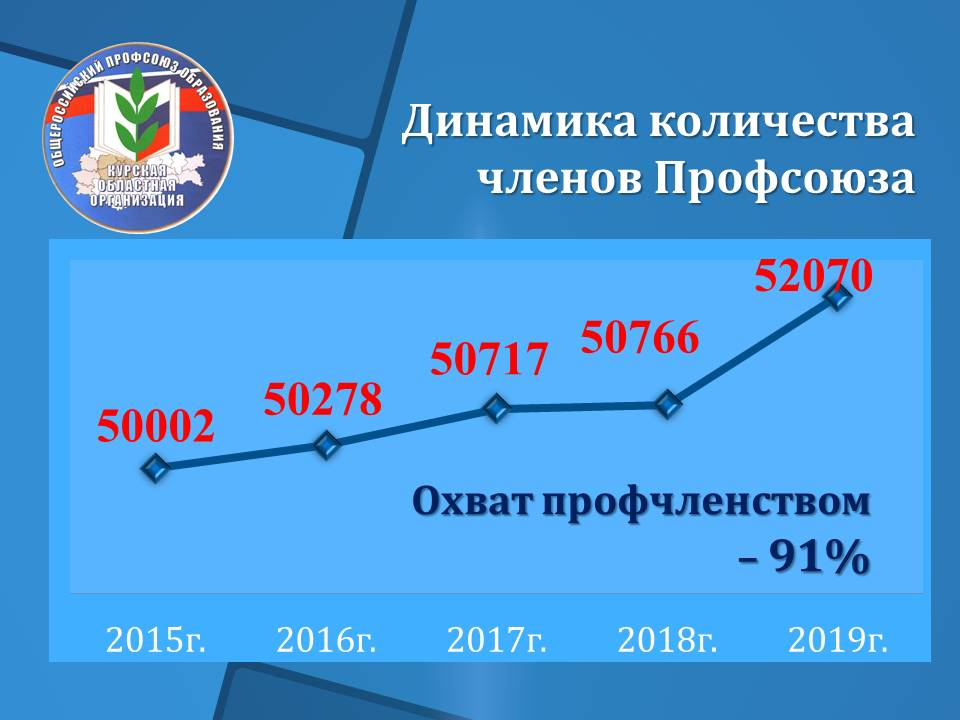 ОБЩЕРОССИЙСКИЙ ПРОФСОЮЗ ОБРАЗОВАНИЯ
КУРСКАЯ
ОБЛАСТНАЯ
ОРГАНИЗАЦИЯ
Динамика количества
членов Профсоюза
50002
50278
50717
50766
52070
Охват профчленством
– 91%
2015г. 2016г. 2017г. 2018г. 2019г.